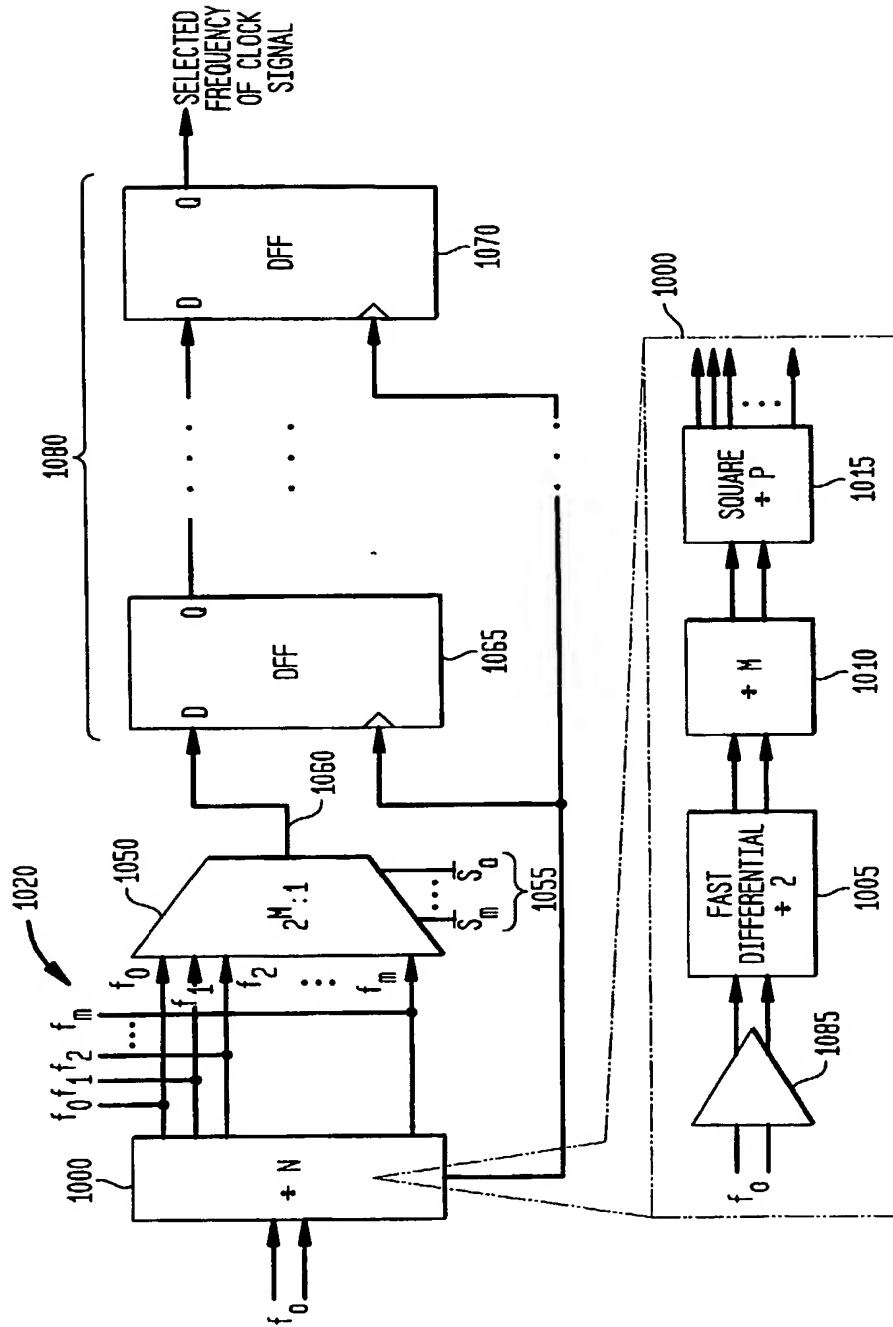 1080
SELECTED
FREQUENCY
OF CLOCK
SIGNAL
D Q
DFF
1065
D Q
DFF
1070
1020
f0 f1 f2 ... fm
1050
f0
f1
f2
⋮
fm
2^M:1
1060
Sm ... S0
1055
1000
÷ N
f0
1000
f0
1085
FAST
DIFFERENTIAL
÷ 2
1005
÷ M
1010
SQUARE
÷ P
1015